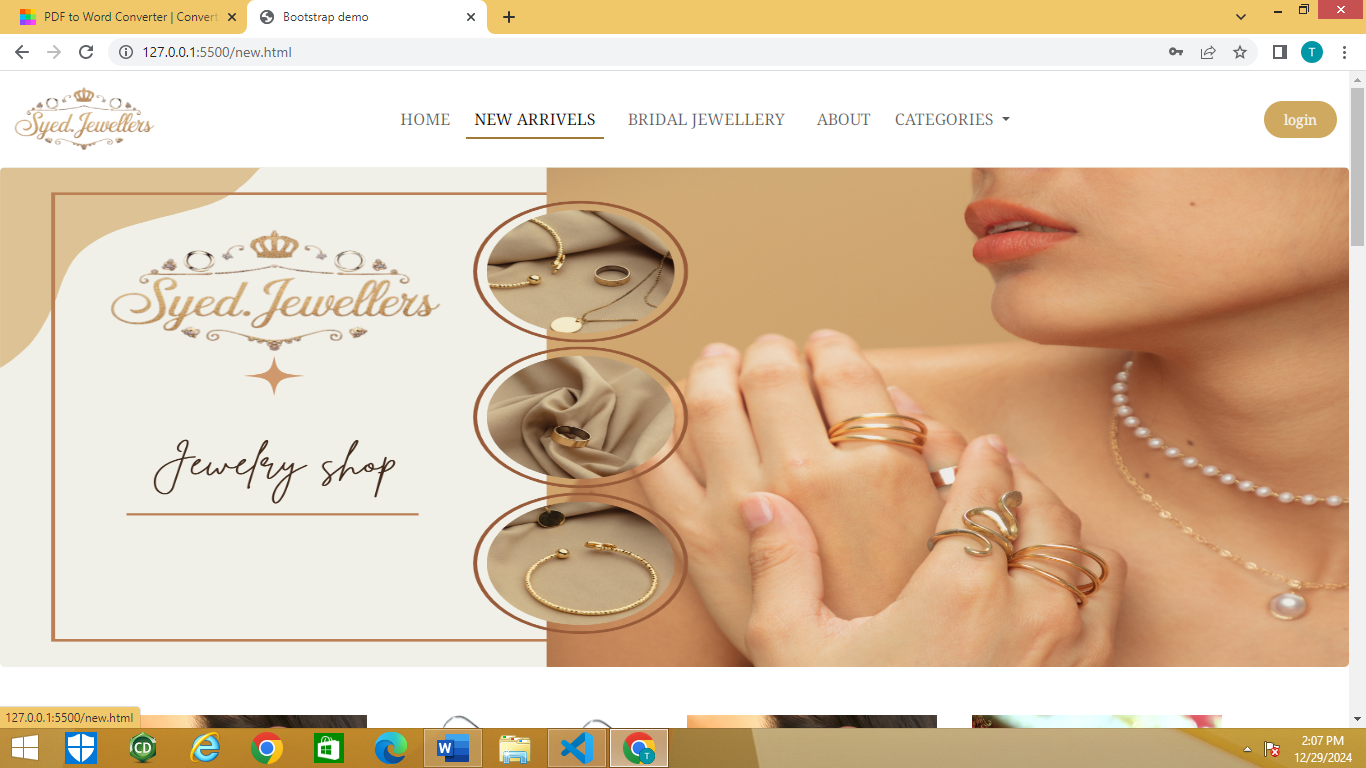 PDF to Word Converter | Convert
Bootstrap demo
127.0.0.1:5500/new.html
T
Syed.Jewellers
HOME
NEW ARRIVELS
BRIDAL JEWELLERY
ABOUT
CATEGORIES
login
Syed.Jewellers
Jewelry shop
127.0.0.1:5500/new.html
CD
W
T
2:07 PM
12/29/2024